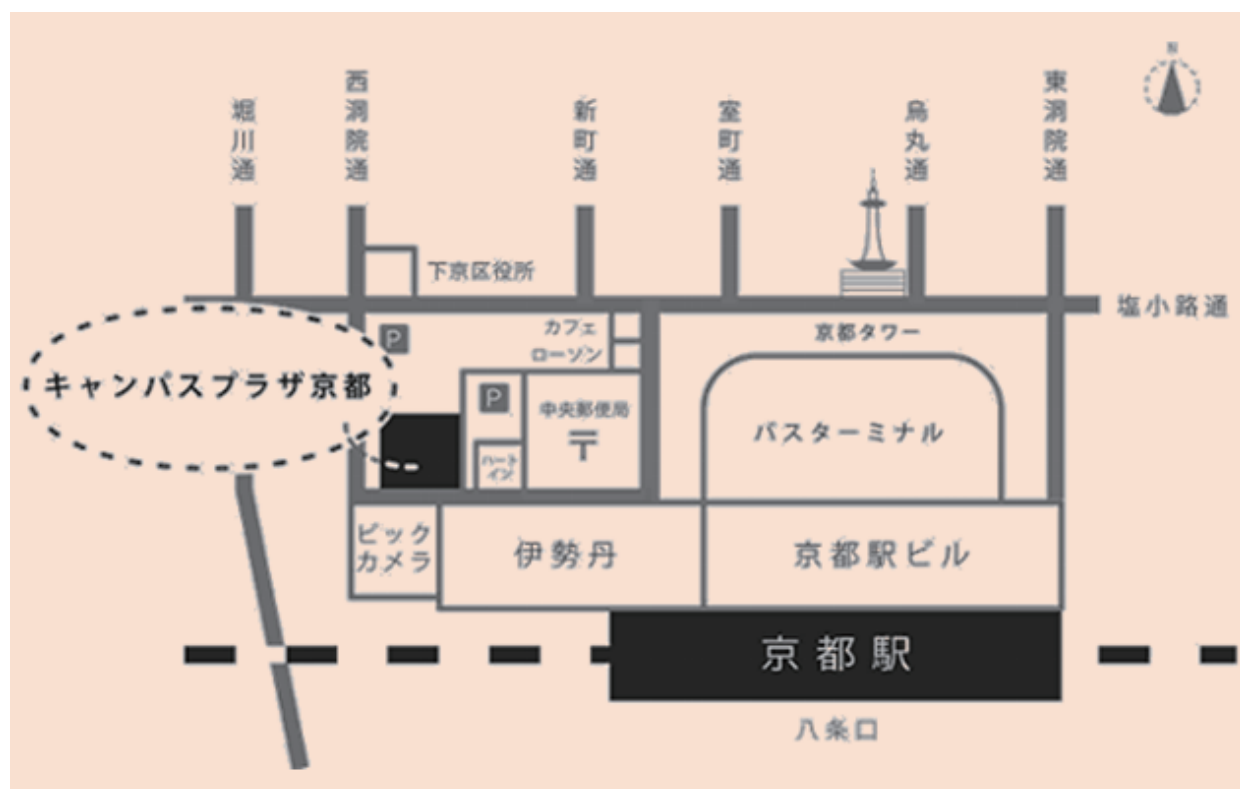 N
堀川通
西洞院通
新町通
室町通
烏丸通
東洞院通
下京区役所
塩小路通
P
カフェ
ローソン
京都タワー
キャンパスプラザ京都
P
中央郵便局
〒
バスターミナル
ハート
イン
ビック
カメラ
伊勢丹
京都駅ビル
京都駅
八条口